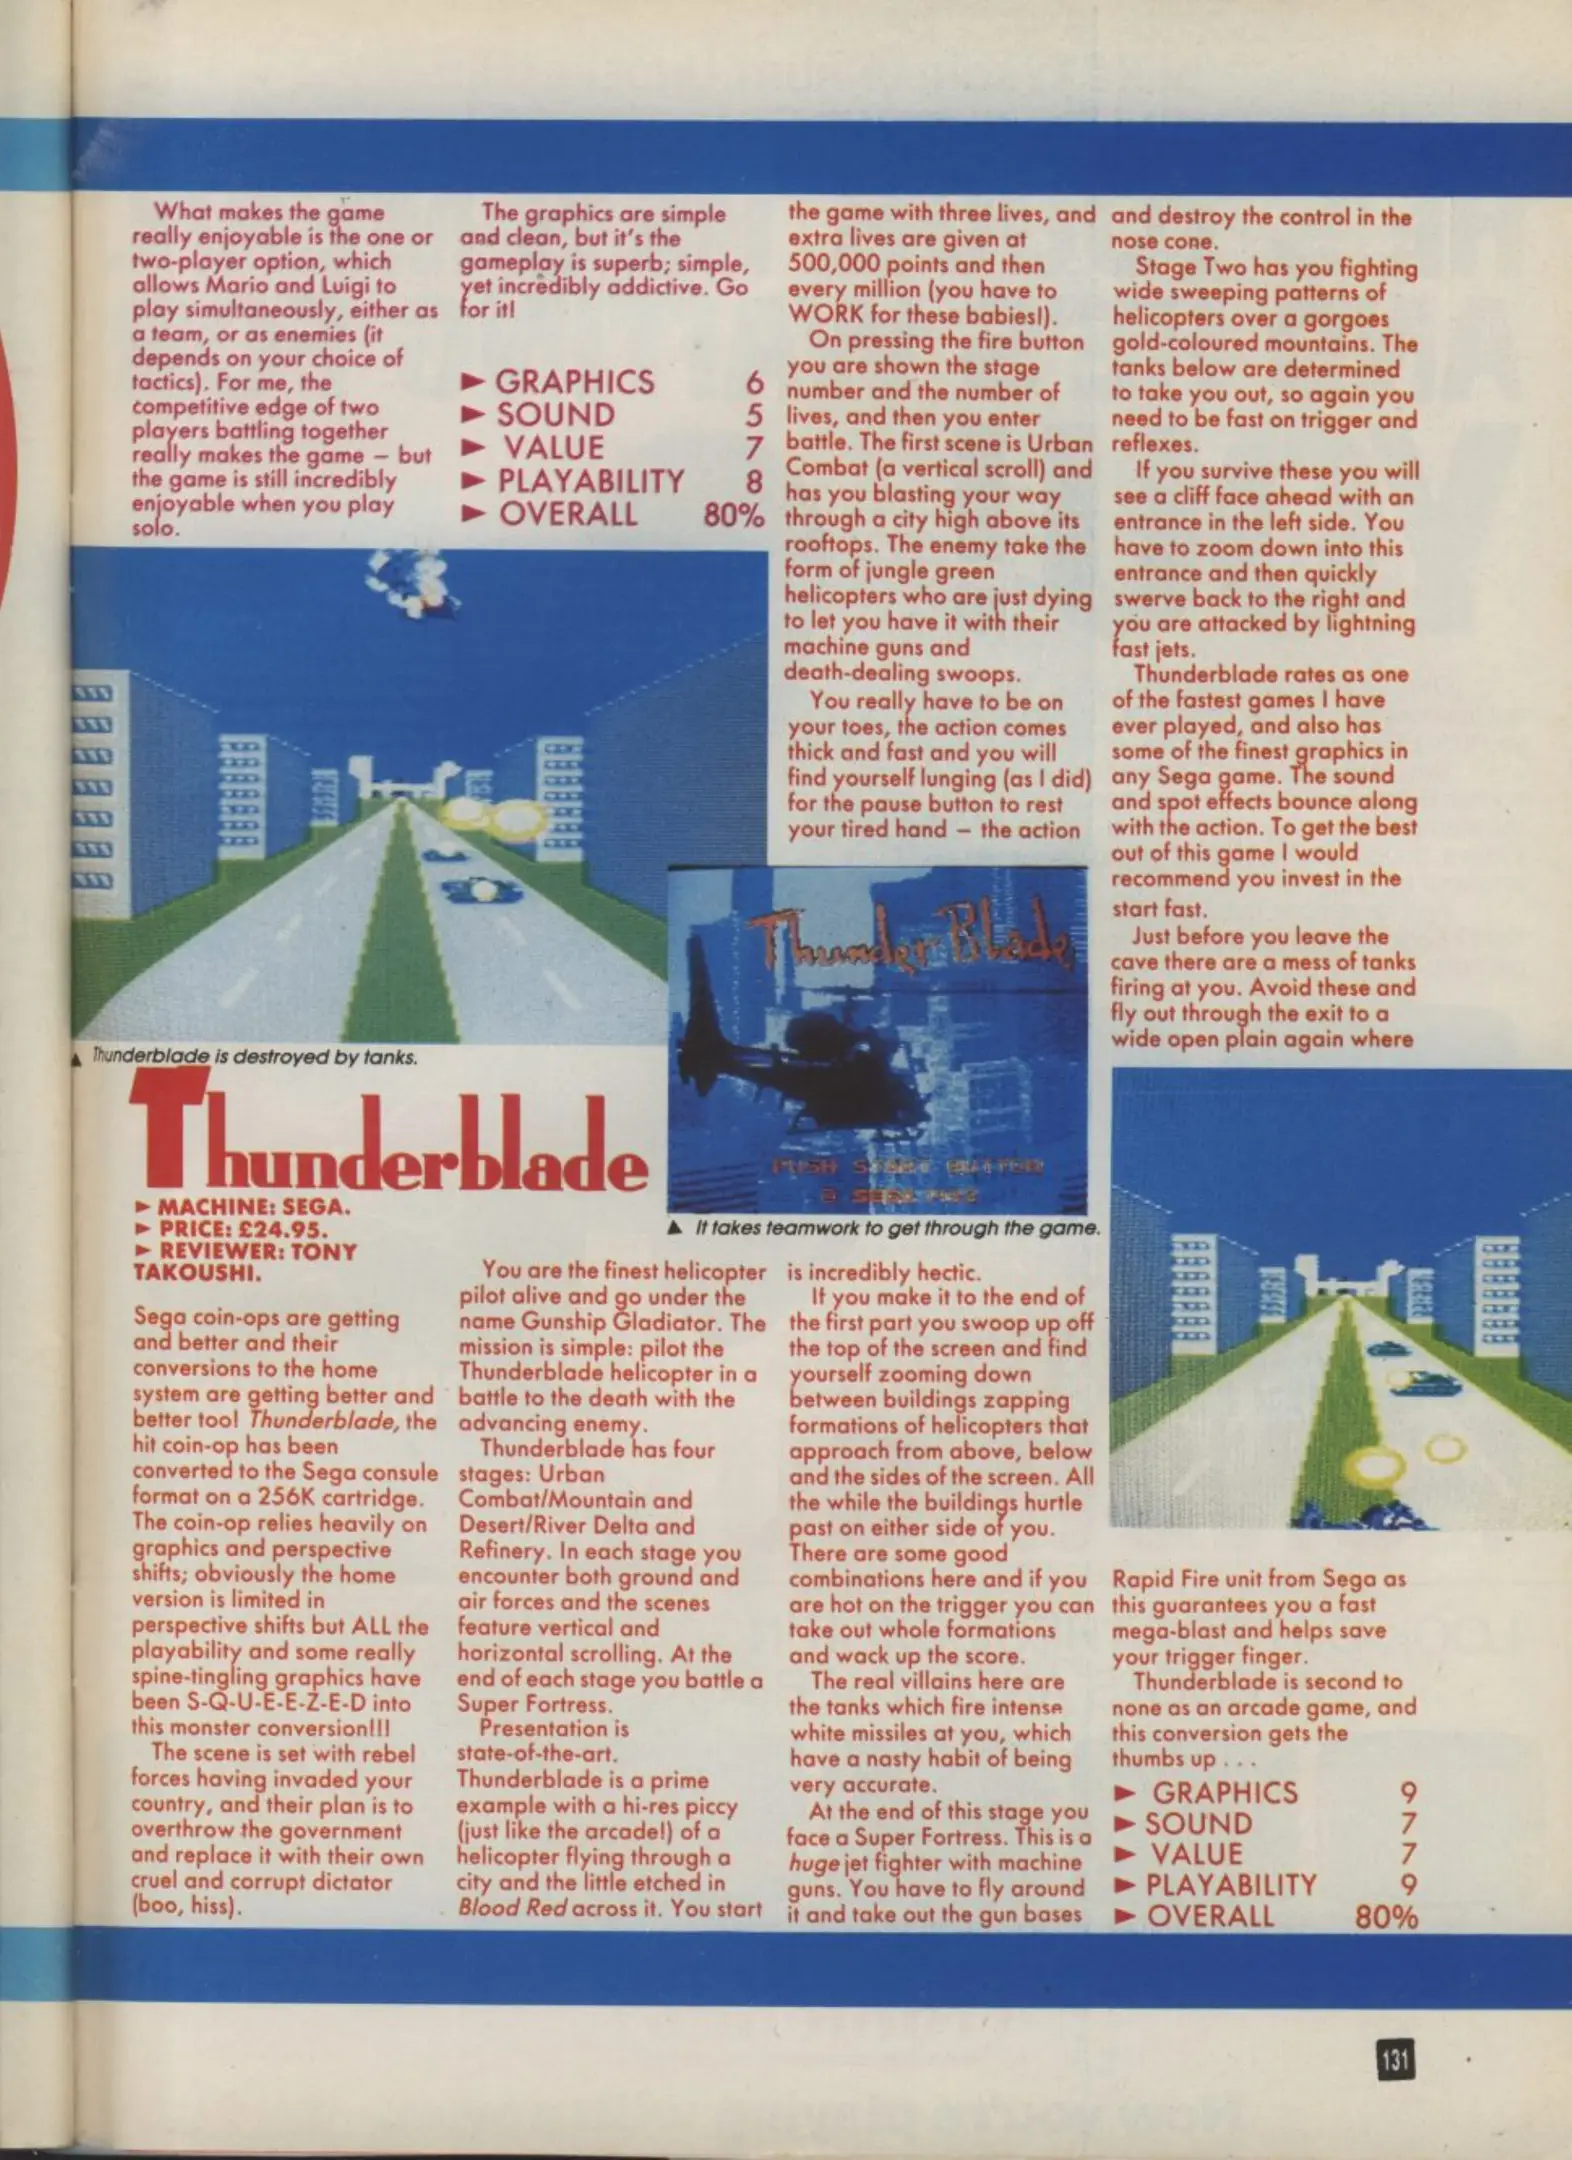 What makes the game
really enjoyable is the one or
two-player option, which
allows Mario and Luigi to
play simultaneously, either as
a team, or as enemies (it
depends on your choice of
tactics). For me, the
competitive edge of two
players battling together
really makes the game — but
the game is still incredibly
enjoyable when you play
solo.
The graphics are simple
and clean, but it's the
gameplay is superb; simple,
yet incredibly addictive. Go
for it!
► GRAPHICS 6
► SOUND 5
► VALUE 7
► PLAYABILITY 8
► OVERALL 80%
▲ Thunderblade is destroyed by tanks.
Thunderblade
► MACHINE: SEGA.
► PRICE: £24.95.
► REVIEWER: TONY
TAKOUSHI.
Sega coin-ops are getting
and better and their
conversions to the home
system are getting better and
better too! Thunderblade, the
hit coin-op has been
converted to the Sega consule
format on a 256K cartridge.
The coin-op relies heavily on
graphics and perspective
shifts; obviously the home
version is limited in
perspective shifts but ALL the
playability and some really
spine-tingling graphics have
been S-Q-U-E-E-Z-E-D into
this monster conversion!!!
The scene is set with rebel
forces having invaded your
country, and their plan is to
overthrow the government
and replace it with their own
cruel and corrupt dictator
(boo, hiss).
You are the finest helicopter
pilot alive and go under the
name Gunship Gladiator. The
mission is simple: pilot the
Thunderblade helicopter in a
battle to the death with the
advancing enemy.
Thunderblade has four
stages: Urban
Combat/Mountain and
Desert/River Delta and
Refinery. In each stage you
encounter both ground and
air forces and the scenes
feature vertical and
horizontal scrolling. At the
end of each stage you battle a
Super Fortress.
Presentation is
state-of-the-art.
Thunderblade is a prime
example with a hi-res piccy
(just like the arcade!) of a
helicopter flying through a
city and the little etched in
Blood Red across it. You start
the game with three lives, and
extra lives are given at
500,000 points and then
every million (you have to
WORK for these babies!).
On pressing the fire button
you are shown the stage
number and the number of
lives, and then you enter
battle. The first scene is Urban
Combat (a vertical scroll) and
has you blasting your way
through a city high above its
rooftops. The enemy take the
form of jungle green
helicopters who are just dying
to let you have it with their
machine guns and
death-dealing swoops.
You really have to be on
your toes, the action comes
thick and fast and you will
find yourself lunging (as I did)
for the pause button to rest
your tired hand — the action
Thunder Blade
PUSH START BUTTON
© SEGA 1988
▲ It takes teamwork to get through the game.
is incredibly hectic.
If you make it to the end of
the first part you swoop up off
the top of the screen and find
yourself zooming down
between buildings zapping
formations of helicopters that
approach from above, below
and the sides of the screen. All
the while the buildings hurtle
past on either side of you.
There are some good
combinations here and if you
are hot on the trigger you can
take out whole formations
and wack up the score.
The real villains here are
the tanks which fire intense
white missiles at you, which
have a nasty habit of being
very accurate.
At the end of this stage you
face a Super Fortress. This is a
huge jet fighter with machine
guns. You have to fly around
it and take out the gun bases
and destroy the control in the
nose cone.
Stage Two has you fighting
wide sweeping patterns of
helicopters over a gorgoes
gold-coloured mountains. The
tanks below are determined
to take you out, so again you
need to be fast on trigger and
reflexes.
If you survive these you will
see a cliff face ahead with an
entrance in the left side. You
have to zoom down into this
entrance and then quickly
swerve back to the right and
you are attacked by lightning
fast jets.
Thunderblade rates as one
of the fastest games I have
ever played, and also has
some of the finest graphics in
any Sega game. The sound
and spot effects bounce along
with the action. To get the best
out of this game I would
recommend you invest in the
start fast.
Just before you leave the
cave there are a mess of tanks
firing at you. Avoid these and
fly out through the exit to a
wide open plain again where
Rapid Fire unit from Sega as
this guarantees you a fast
mega-blast and helps save
your trigger finger.
Thunderblade is second to
none as an arcade game, and
this conversion gets the
thumbs up . . .
► GRAPHICS 9
► SOUND 7
► VALUE 7
► PLAYABILITY 9
► OVERALL 80%
131